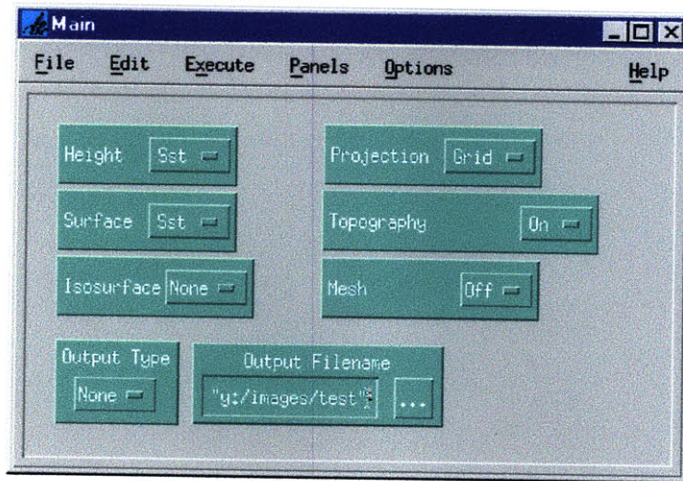 Main
File Edit Execute Panels Options Help
Height Sst Projection Grid
Surface Sst Topography On
Isosurface None Mesh Off
Output Type Output Filename
None "y:/images/test" ...